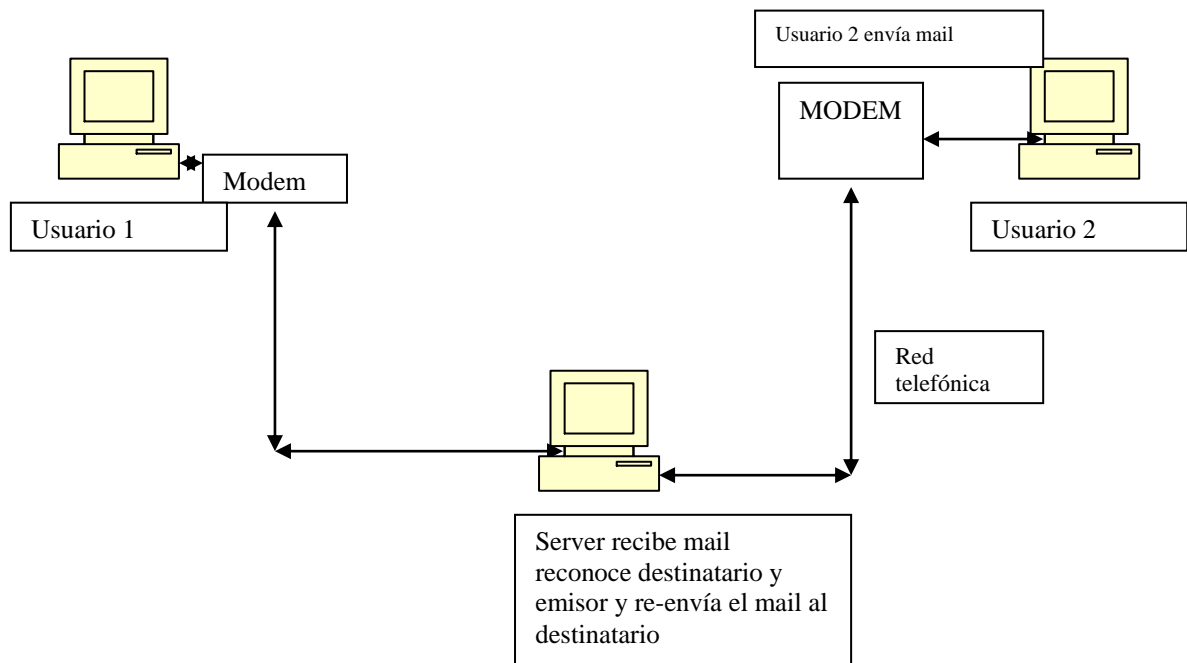 Usuario 2 envía mail
MODEM
Modem
Usuario 1
Usuario 2
Red
telefónica
Server recibe mail
reconoce destinatario y
emisor y re-envía el mail al
destinatario